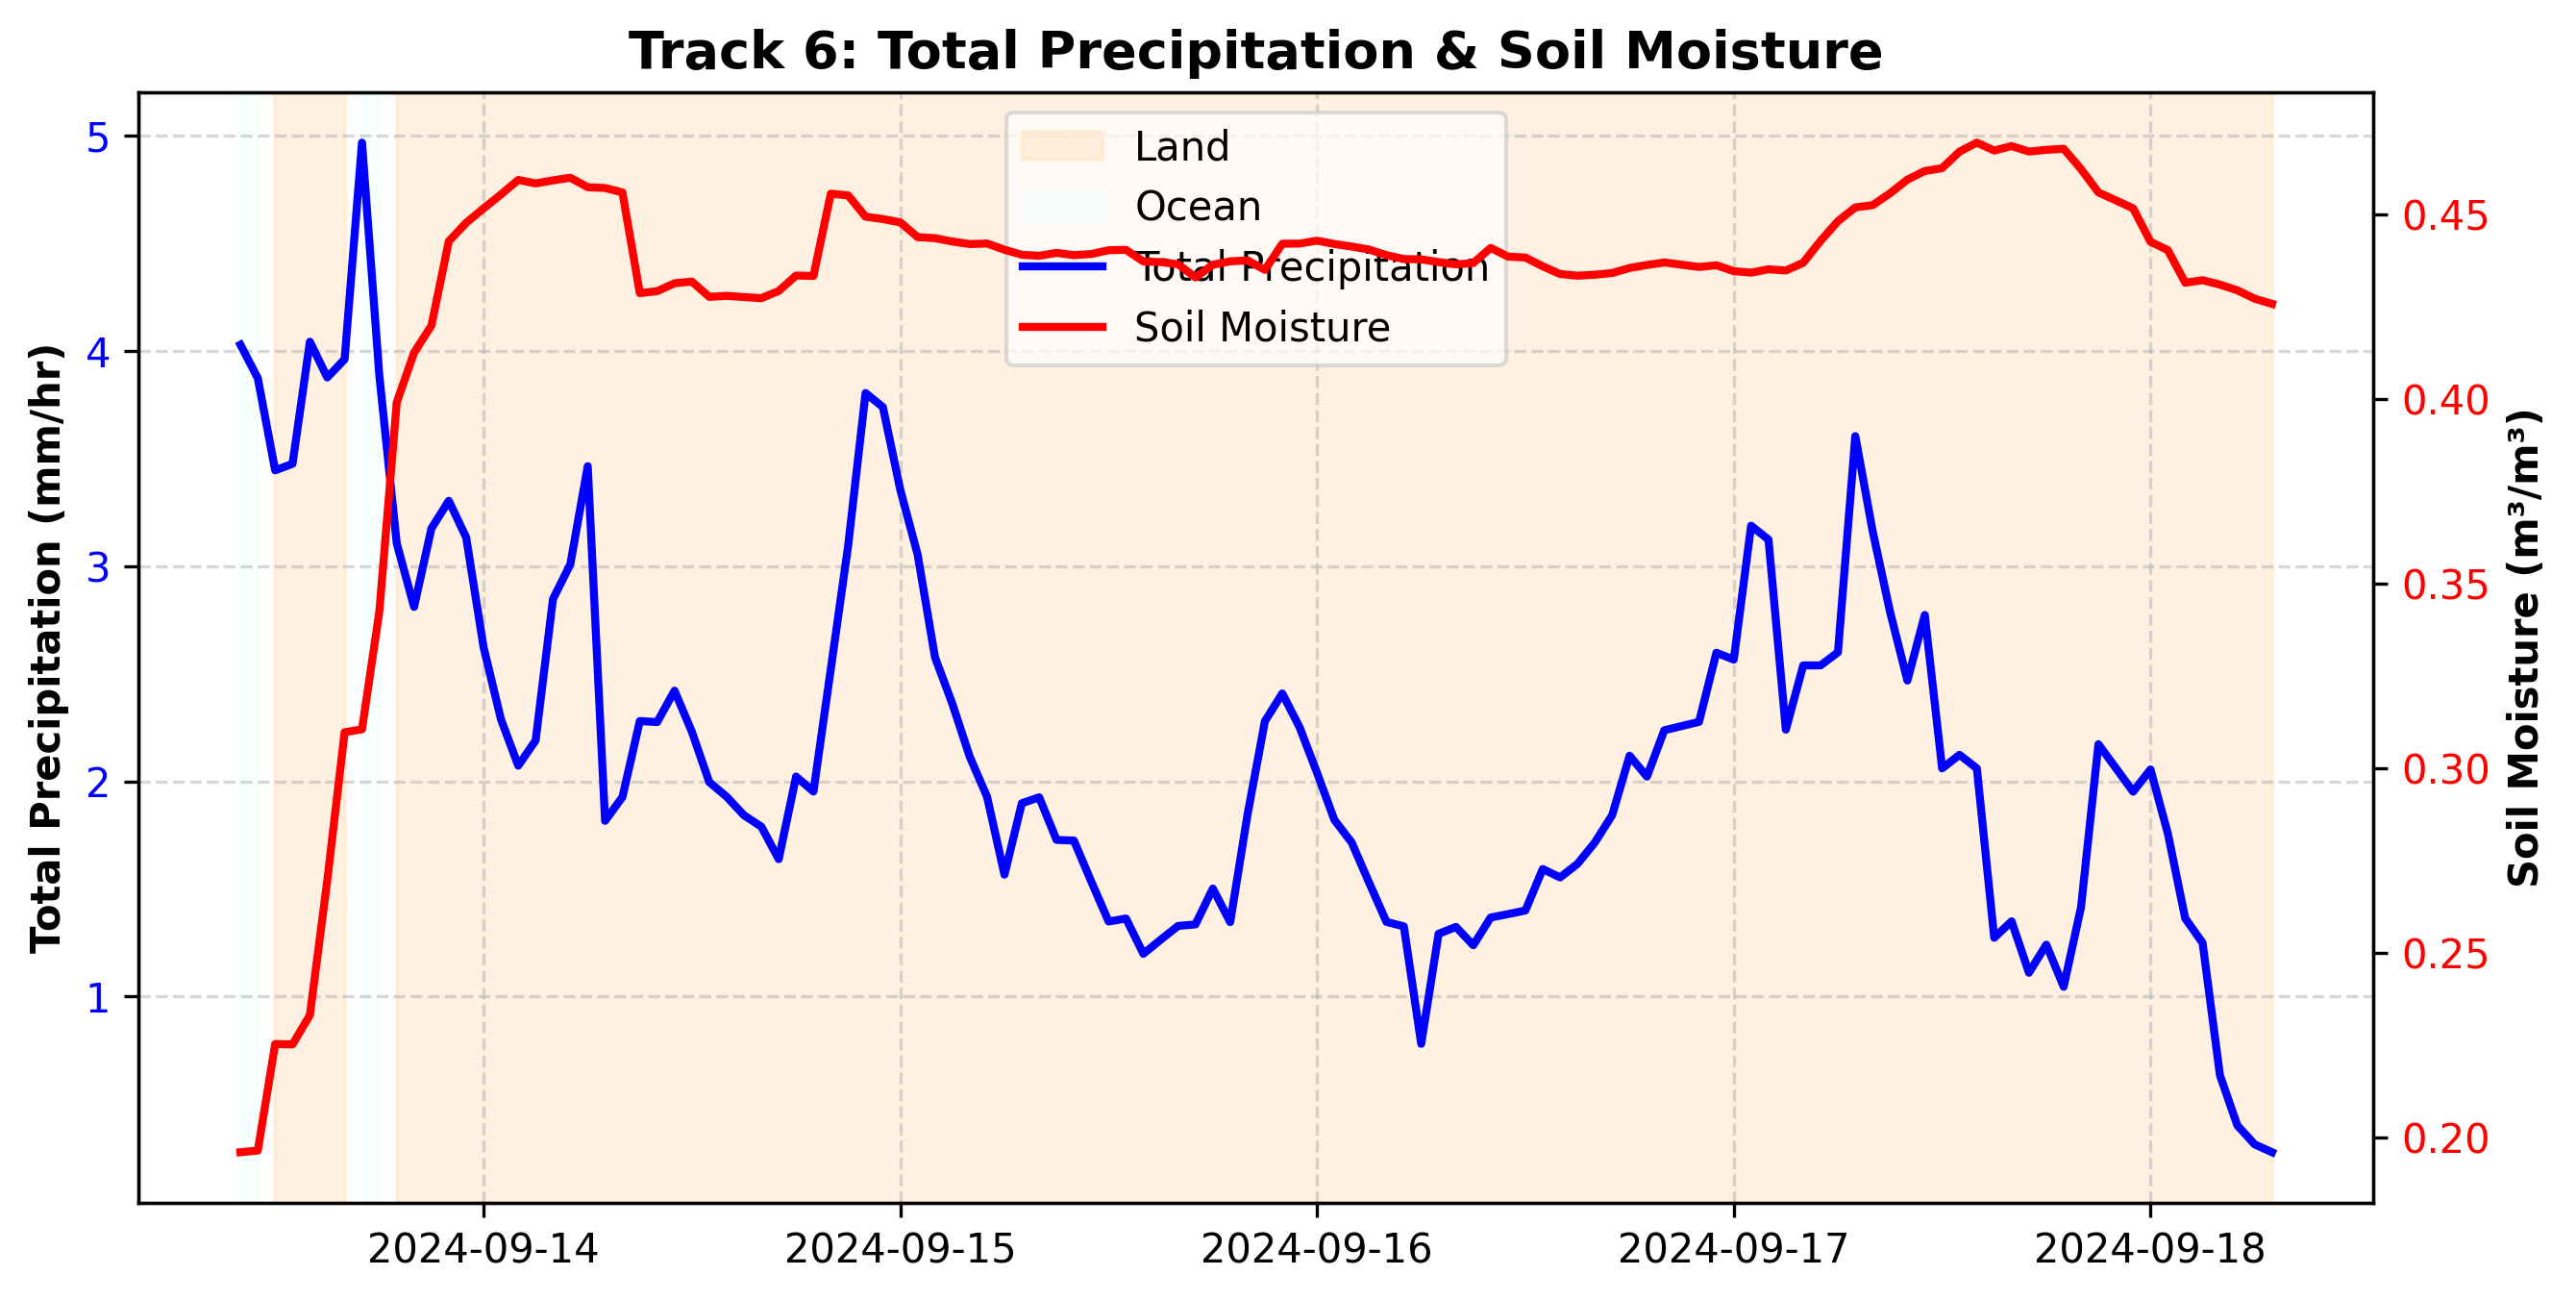 Track 6: Total Precipitation & Soil Moisture
Total Precipitation (mm/hr)
5
4
3
2
1
Land
Ocean
Total Precipitation
Soil Moisture
0.45
0.40
0.35
0.30
0.25
0.20
Soil Moisture (m³/m³)
2024-09-14
2024-09-15
2024-09-16
2024-09-17
2024-09-18